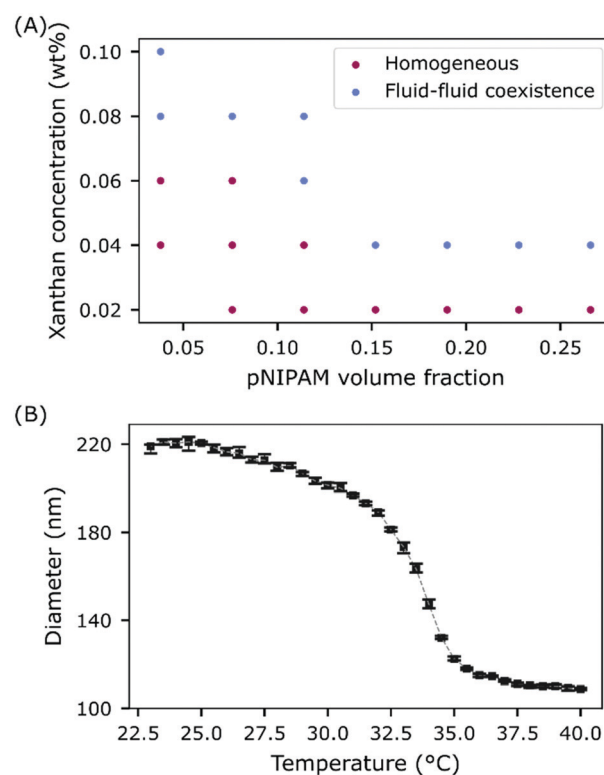 (A)
Xanthan concentration (wt%)
0.10
0.08
0.06
0.04
0.02
Homogeneous
Fluid-fluid coexistence
0.05 0.10 0.15 0.20 0.25
pNIPAM volume fraction
(B)
Diameter (nm)
220
180
140
100
22.5 25.0 27.5 30.0 32.5 35.0 37.5 40.0
Temperature (°C)